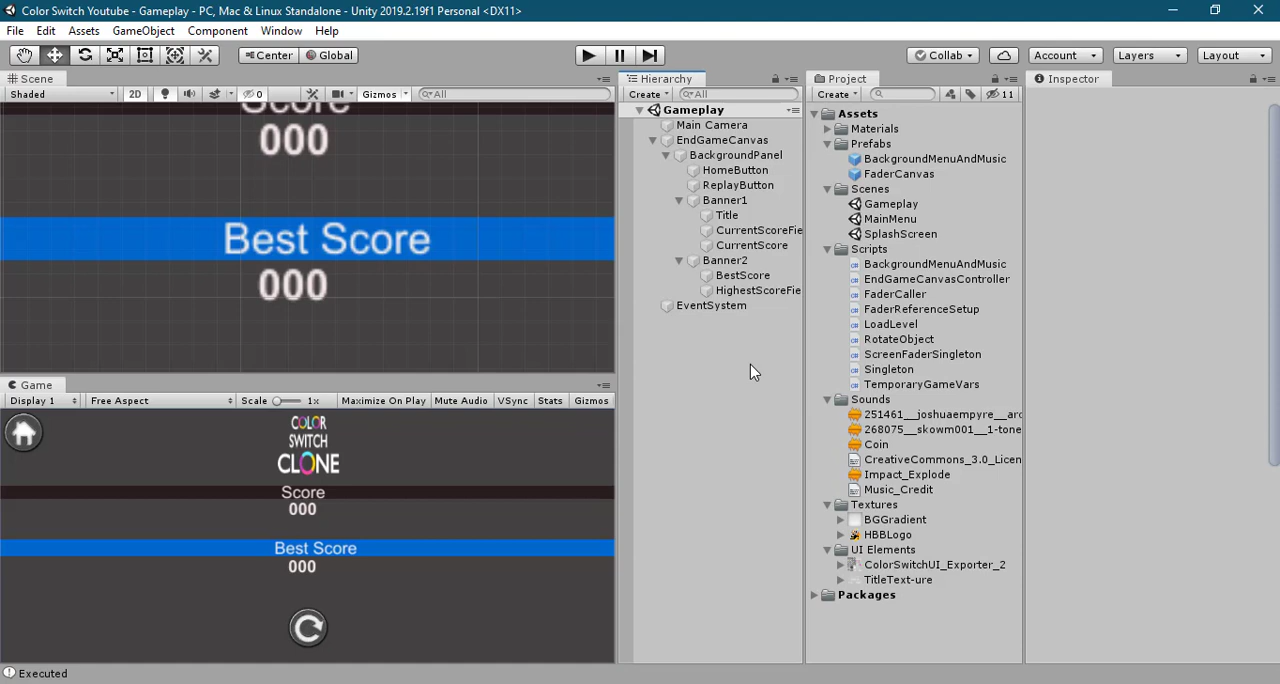 Color Switch Youtube - Gameplay - PC, Mac & Linux Standalone - Unity 2019.2.19f1 Personal <DX11>
File Edit Assets GameObject Component Window Help
Center Global Collab Account Layers Layout
Scene
Shaded 2D 0 Gizmos All
Score
000
Best Score
000
Game
Display 1 Free Aspect Scale 1x Maximize On Play Mute Audio VSync Stats Gizmos
COLOR
SWITCH
CLONE
Score
000
Best Score
000
Hierarchy
Create All
Gameplay
Main Camera
EndGameCanvas
BackgroundPanel
HomeButton
ReplayButton
Banner1
Title
CurrentScoreFie
CurrentScore
Banner2
BestScore
HighestScoreFie
EventSystem
Project
Create 11
Assets
Materials
Prefabs
BackgroundMenuAndMusic
FaderCanvas
Scenes
Gameplay
MainMenu
SplashScreen
Scripts
BackgroundMenuAndMusic
EndGameCanvasController
FaderCaller
FaderReferenceSetup
LoadLevel
RotateObject
ScreenFaderSingleton
Singleton
TemporaryGameVars
Sounds
251461__joshuaempyre__arc
268075__skowm001__1-tone
Coin
CreativeCommons_3.0_Licen
Impact_Explode
Music_Credit
Textures
BGGradient
HBBLogo
UI Elements
ColorSwitchUI_Exporter_2
TitleText-ure
Packages
Inspector
Executed